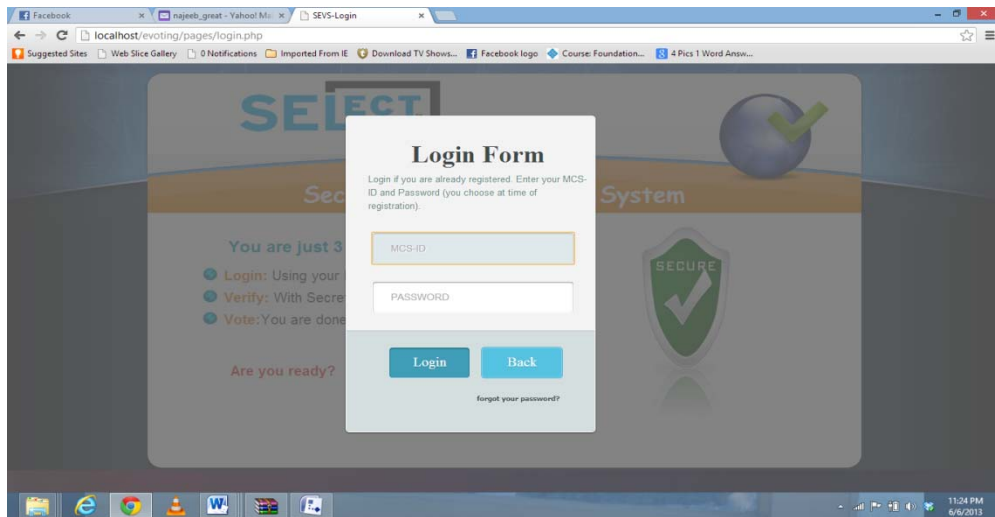 Facebook
najeeb_great - Yahoo! Ma
SEVS-Login
localhost/evoting/pages/login.php
Suggested Sites
Web Slice Gallery
0 Notifications
Imported From IE
Download TV Shows...
Facebook logo
Course: Foundation...
4 Pics 1 Word Answ...
SELECT
Sec
System
Login Form
Login if you are already registered. Enter your MCS-
ID and Password (you choose at time of
registration).
MCS-ID
PASSWORD
Login
Back
forgot your password?
You are just 3
Login: Using your
Verify: With Secre
Vote:You are done
Are you ready?
SECURE
11:24 PM
6/6/2013